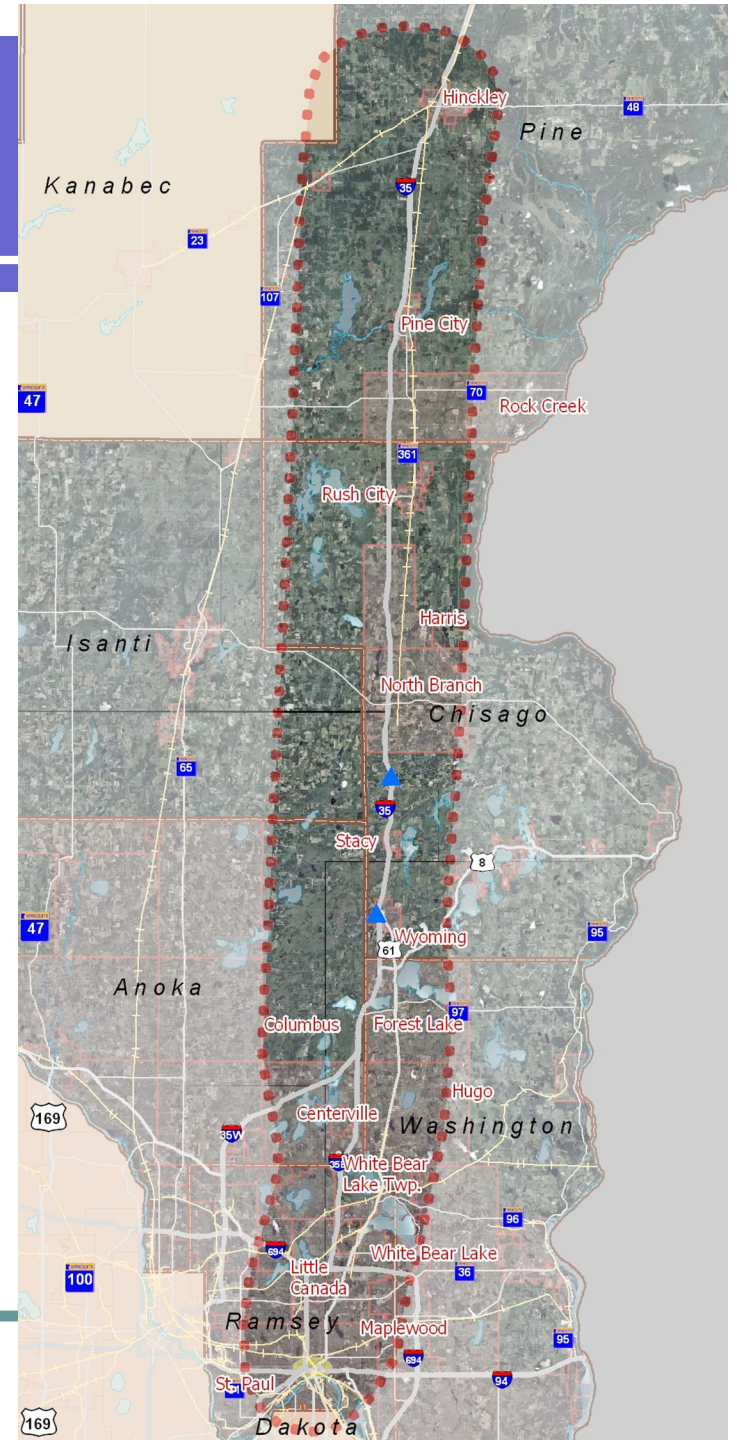 Hinckley
48
Pine
Kanabec
35
23
107
Pine City
47
70
Rock Creek
361
Rush City
Harris
Isanti
North Branch
Chisago
65
35
Stacy
8
47
Wyoming
61
95
Anoka
97
Columbus
Forest Lake
Hugo
169
Centerville
Washington
35W
White Bear
Lake Twp.
96
694
White Bear Lake
Little
Canada
36
100
Ramsey
Maplewood
95
694
94
St. Paul
169
Dakota